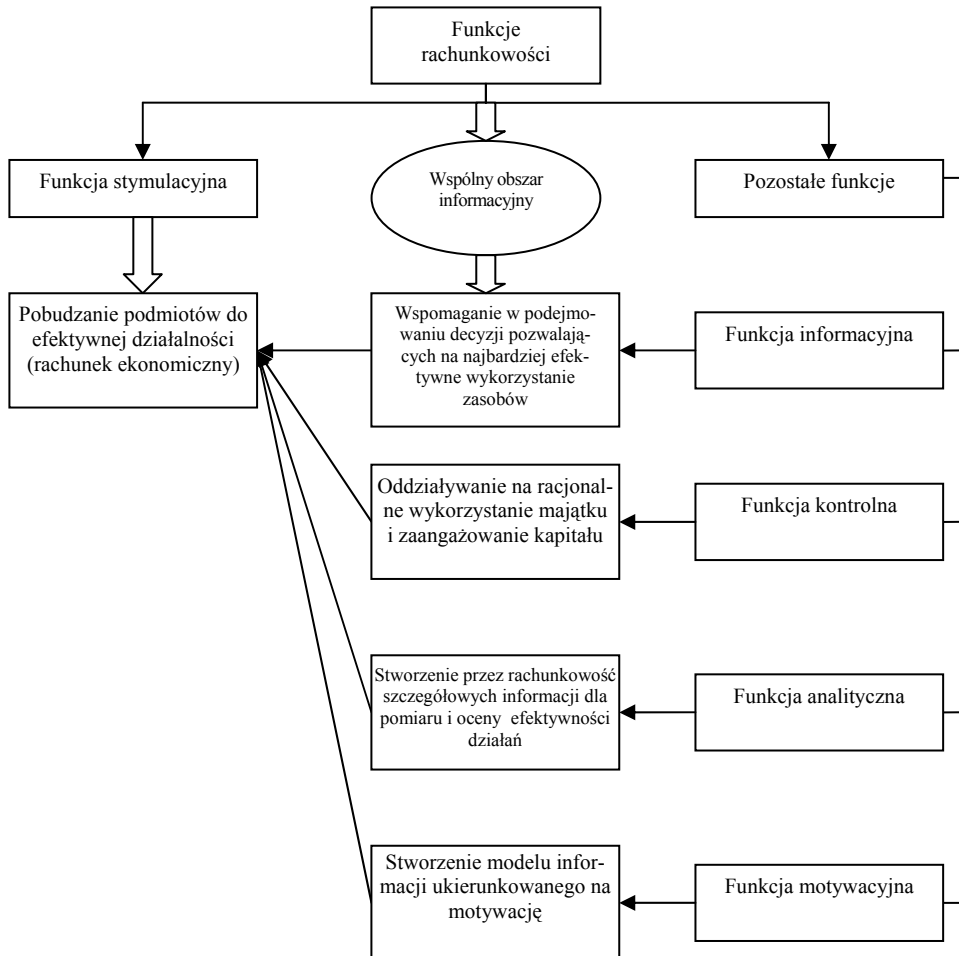 Funkcje
rachunkowości
Funkcja stymulacyjna
Wspólny obszar
informacyjny
Pozostałe funkcje
Pobudzanie podmiotów do
efektywnej działalności
(rachunek ekonomiczny)
Wspomaganie w podejmo-
waniu decyzji pozwalają-
cych na najbardziej efek-
tywne wykorzystanie
zasobów
Funkcja informacyjna
Oddziaływanie na racjonal-
ne wykorzystanie majątku
i zaangażowanie kapitału
Funkcja kontrolna
Stworzenie przez rachunkowość
szczegółowych informacji dla
pomiaru i oceny efektywności
działań
Funkcja analityczna
Stworzenie modelu infor-
macji ukierunkowanego na
motywację
Funkcja motywacyjna